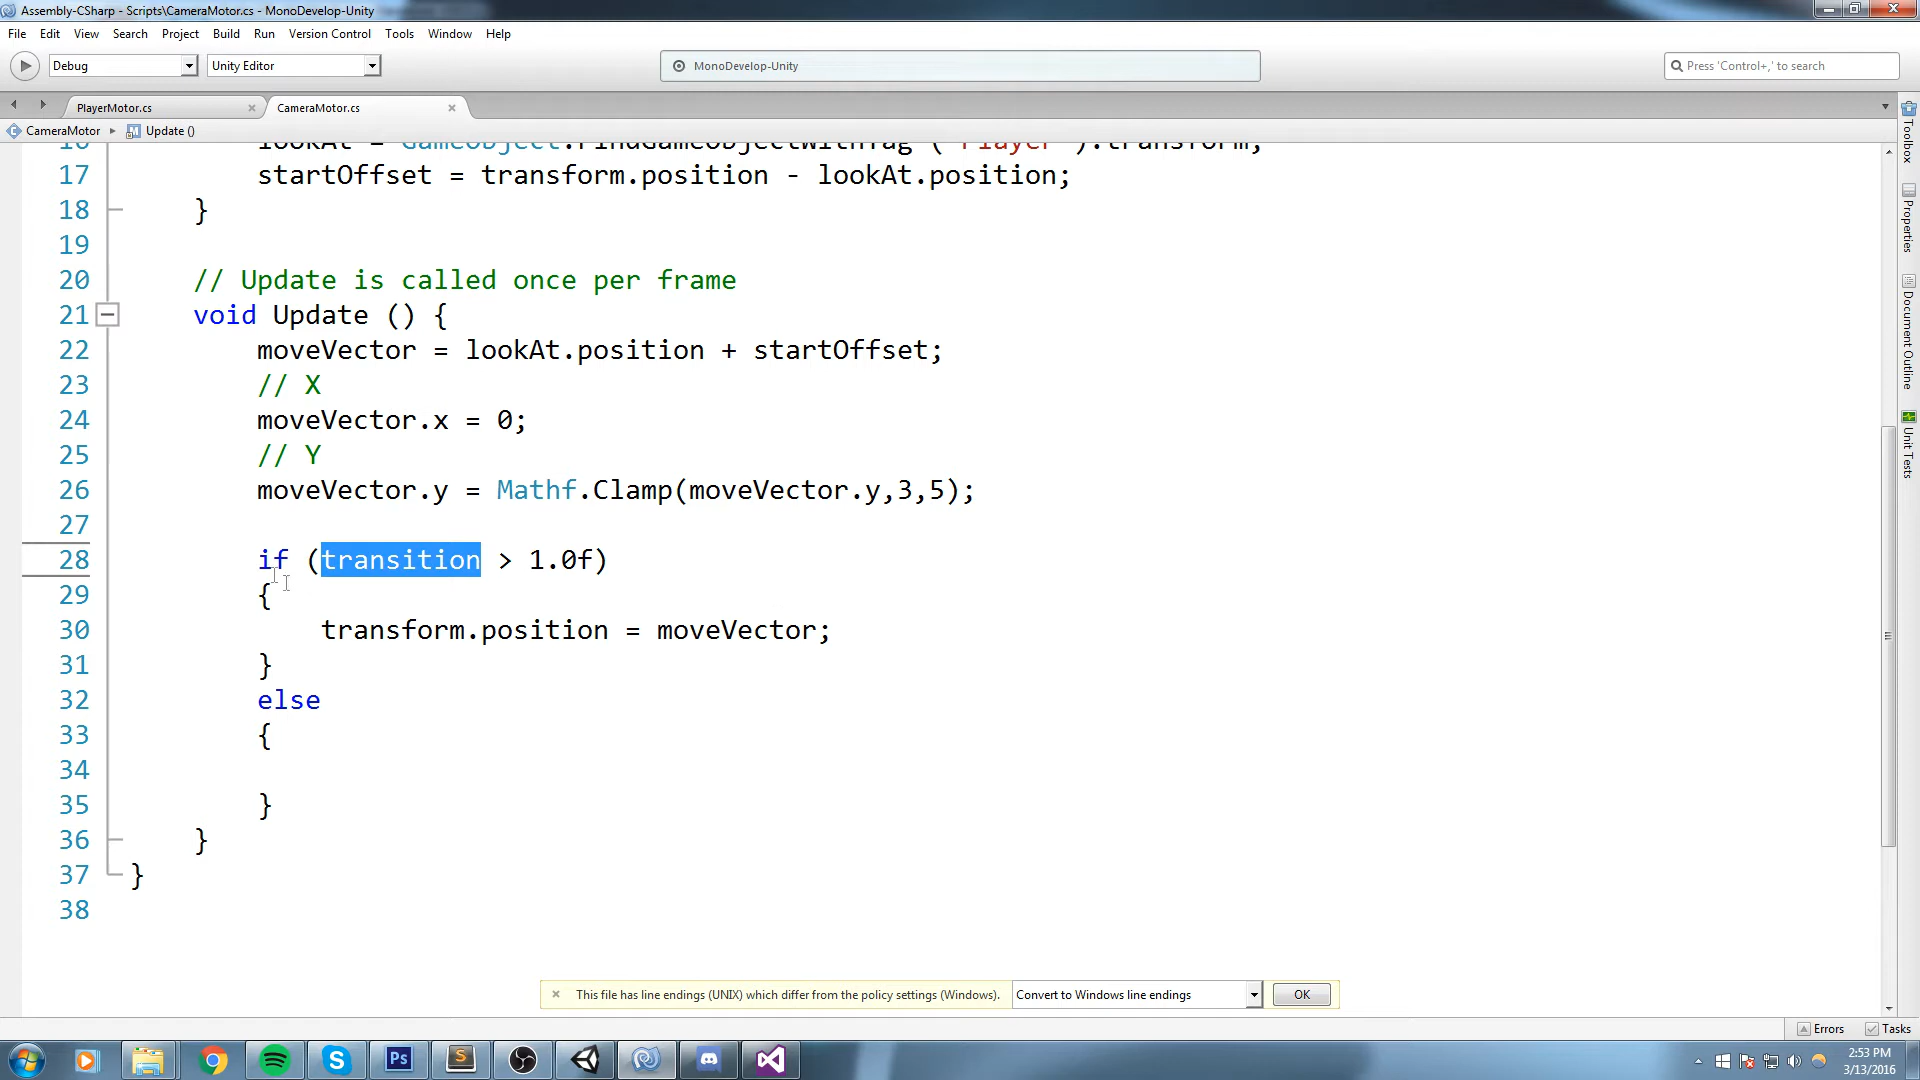 Assembly-CSharp - Scripts\CameraMotor.cs - MonoDevelop-Unity
File Edit View Search Project Build Run Version Control Tools Window Help
Debug Unity Editor MonoDevelop-Unity Press 'Control+,' to search
PlayerMotor.cs CameraMotor.cs
CameraMotor Update ()
16 lookAt = GameObject.FindGameObjectWithTag ("Player").transform;
17 startOffset = transform.position - lookAt.position;
18 }
19
20 // Update is called once per frame
21 void Update () {
22 moveVector = lookAt.position + startOffset;
23 // X
24 moveVector.x = 0;
25 // Y
26 moveVector.y = Mathf.Clamp(moveVector.y,3,5);
27
28 if (transition > 1.0f)
29 {
30 transform.position = moveVector;
31 }
32 else
33 {
34
35 }
36 }
37 }
38
Toolbox
Properties
Document Outline
Unit Tests
This file has line endings (UNIX) which differ from the policy settings (Windows). Convert to Windows line endings OK
Errors Tasks
Ps
2:53 PM
3/13/2016